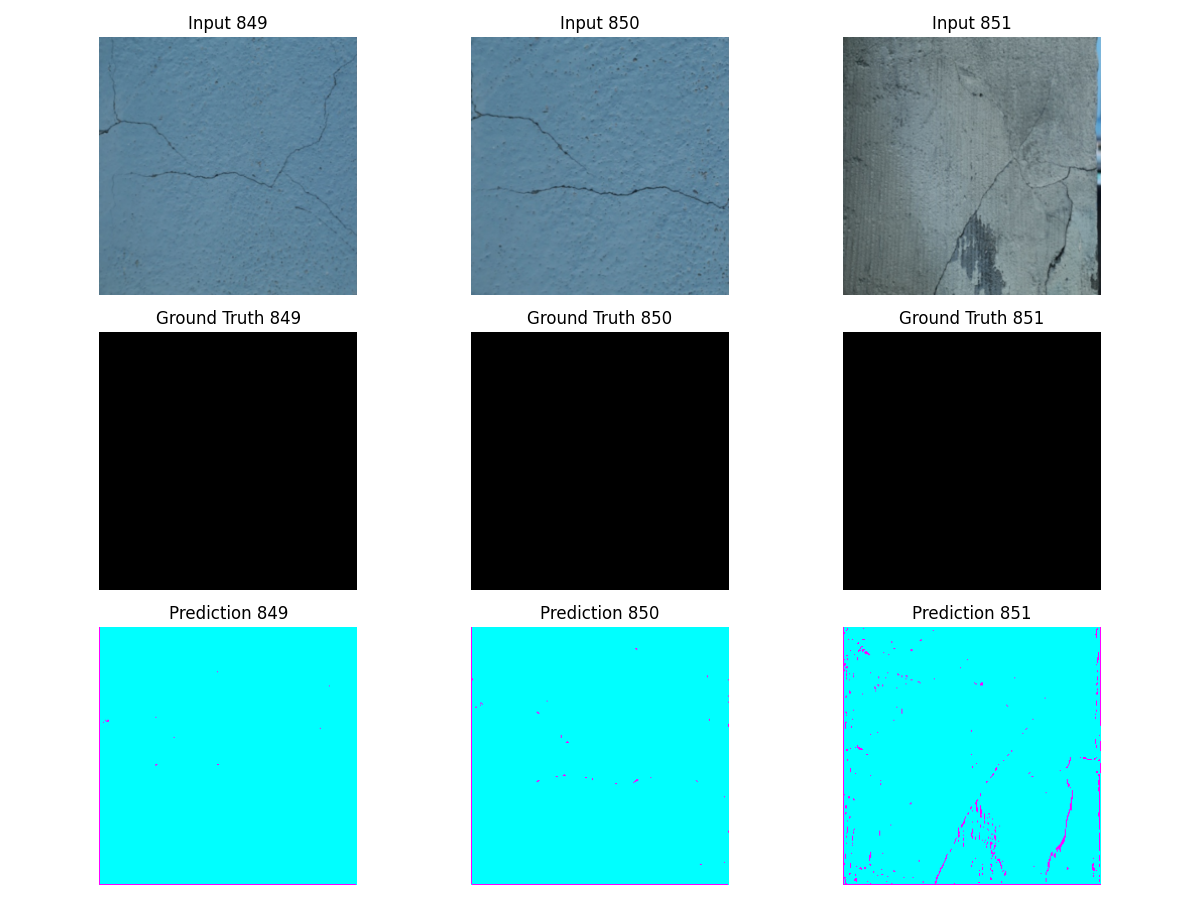 Input 849
Input 850
Input 851
Ground Truth 849
Ground Truth 850
Ground Truth 851
Prediction 849
Prediction 850
Prediction 851